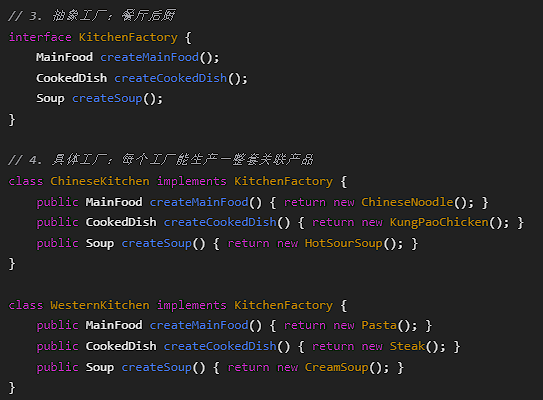 // 3. 抽象工厂：餐厅后厨
interface KitchenFactory {
    MainFood createMainFood();
    CookedDish createCookedDish();
    Soup createSoup();
}

// 4. 具体工厂：每个工厂能生产一整套关联产品
class ChineseKitchen implements KitchenFactory {
    public MainFood createMainFood() { return new ChineseNoodle(); }
    public CookedDish createCookedDish() { return new KungPaoChicken(); }
    public Soup createSoup() { return new HotSourSoup(); }
}

class WesternKitchen implements KitchenFactory {
    public MainFood createMainFood() { return new Pasta(); }
    public CookedDish createCookedDish() { return new Steak(); }
    public Soup createSoup() { return new CreamSoup(); }
}